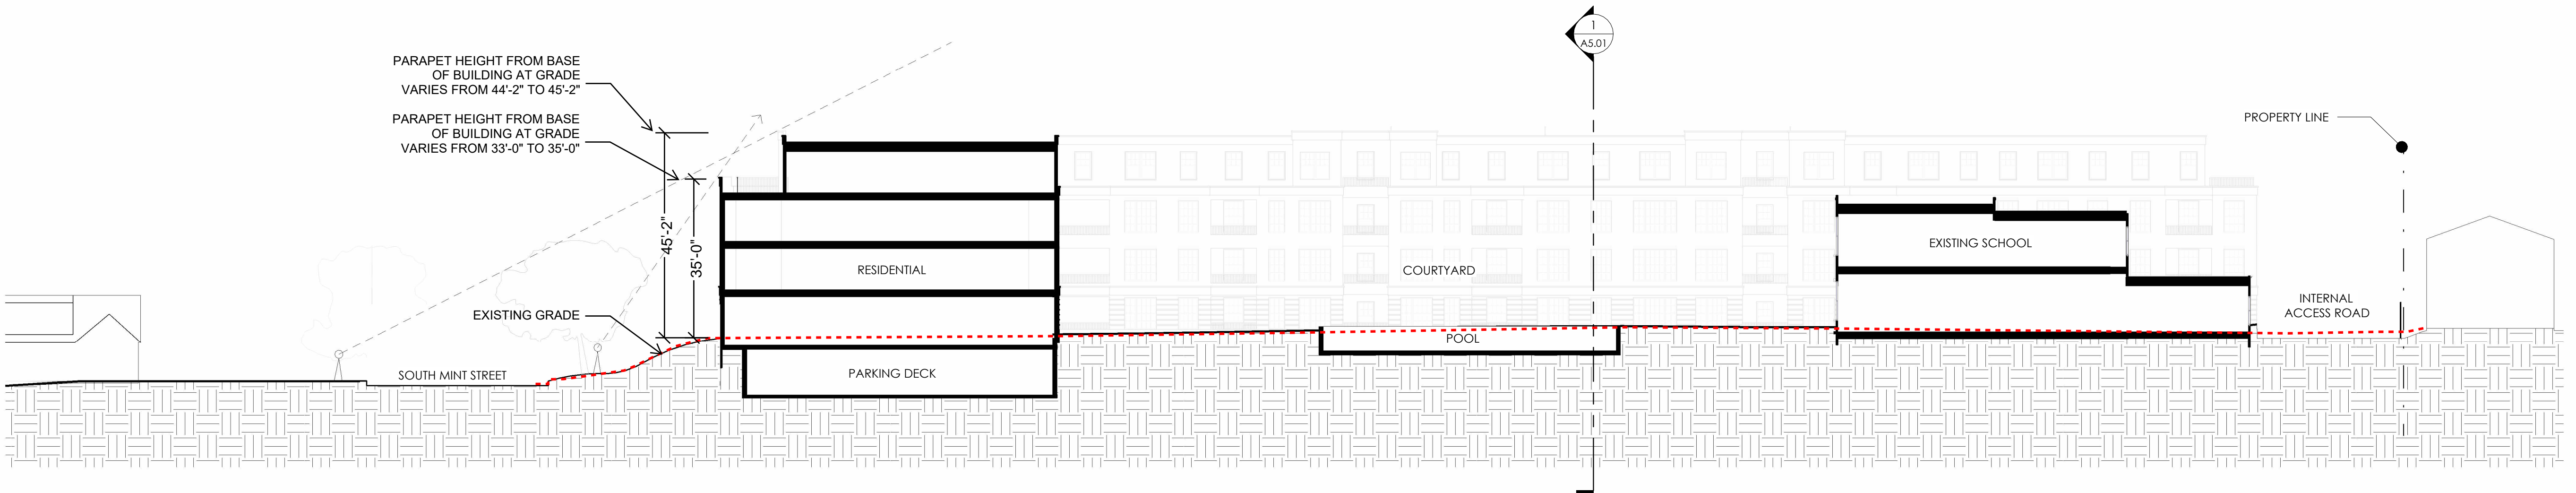 1
A5.01
PARAPET HEIGHT FROM BASE
OF BUILDING AT GRADE
VARIES FROM 44'-2" TO 45'-2"
PARAPET HEIGHT FROM BASE
OF BUILDING AT GRADE
VARIES FROM 33'-0" TO 35'-0"
PROPERTY LINE
45'-2"
35'-0"
EXISTING SCHOOL
RESIDENTIAL
COURTYARD
EXISTING GRADE
INTERNAL
ACCESS ROAD
POOL
SOUTH MINT STREET
PARKING DECK